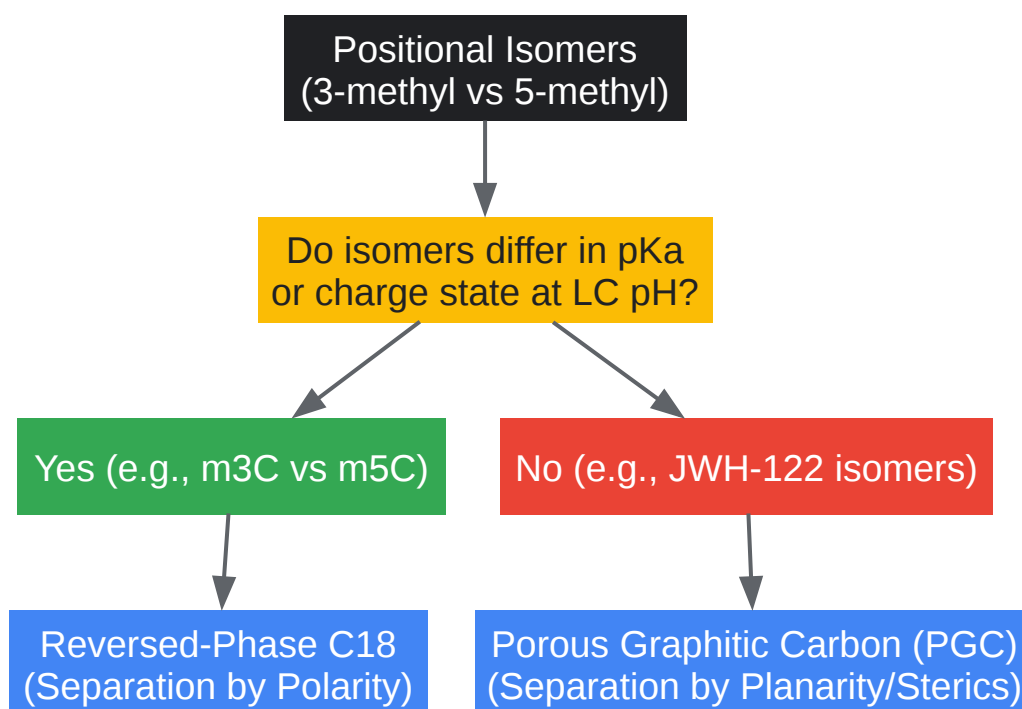 Positional Isomers
(3-methyl vs 5-methyl)
Do isomers differ in pKa
or charge state at LC pH?
Yes (e.g., m3C vs m5C)
No (e.g., JWH-122 isomers)
Reversed-Phase C18
(Separation by Polarity)
Porous Graphitic Carbon (PGC)
(Separation by Planarity/Sterics)